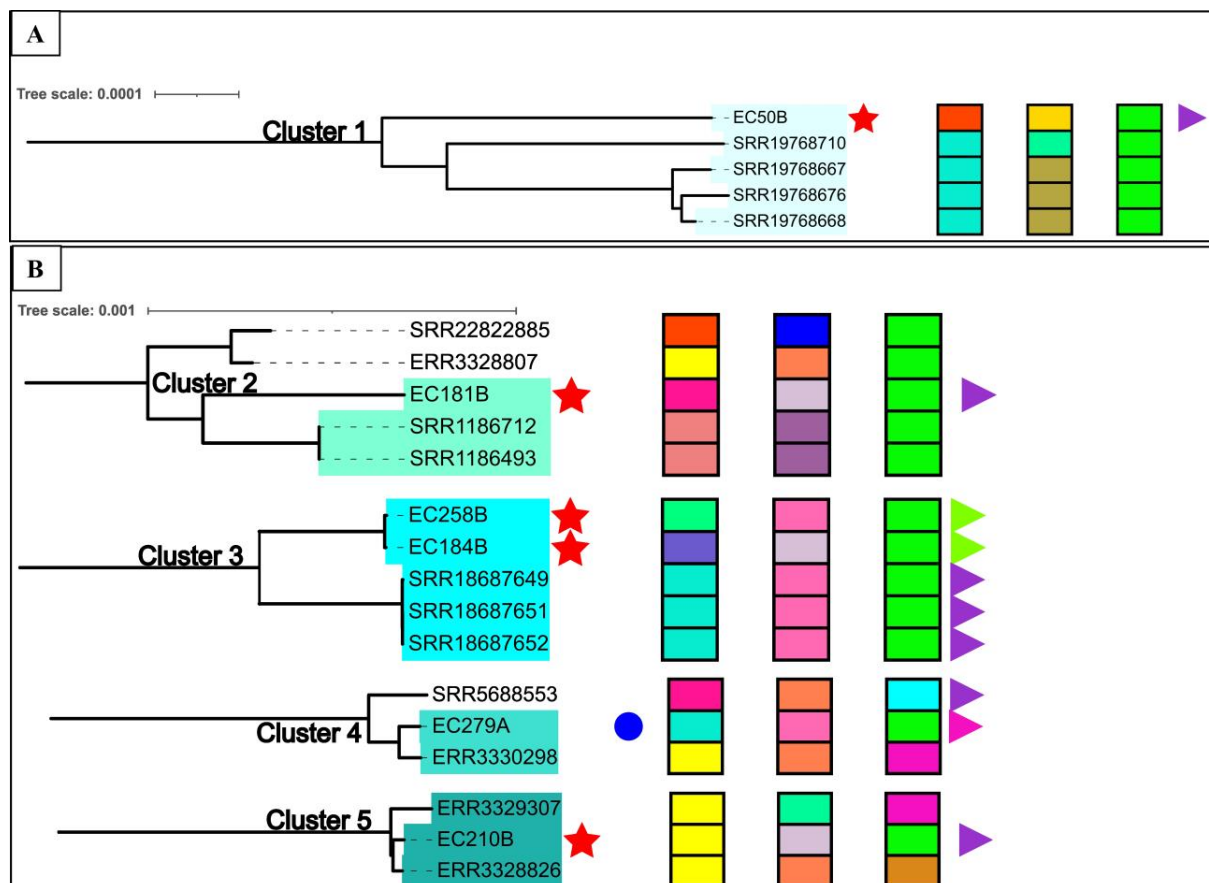 A
Tree scale: 0.0001
Cluster 1
EC50B
SRR19768710
SRR19768667
SRR19768676
SRR19768668
B
Tree scale: 0.001
SRR22822885
ERR3328807
Cluster 2
EC181B
SRR1186712
SRR1186493
EC258B
EC184B
Cluster 3
SRR18687649
SRR18687651
SRR18687652
SRR5688553
EC279A
Cluster 4
ERR3330298
ERR3329307
Cluster 5
EC210B
ERR3328826